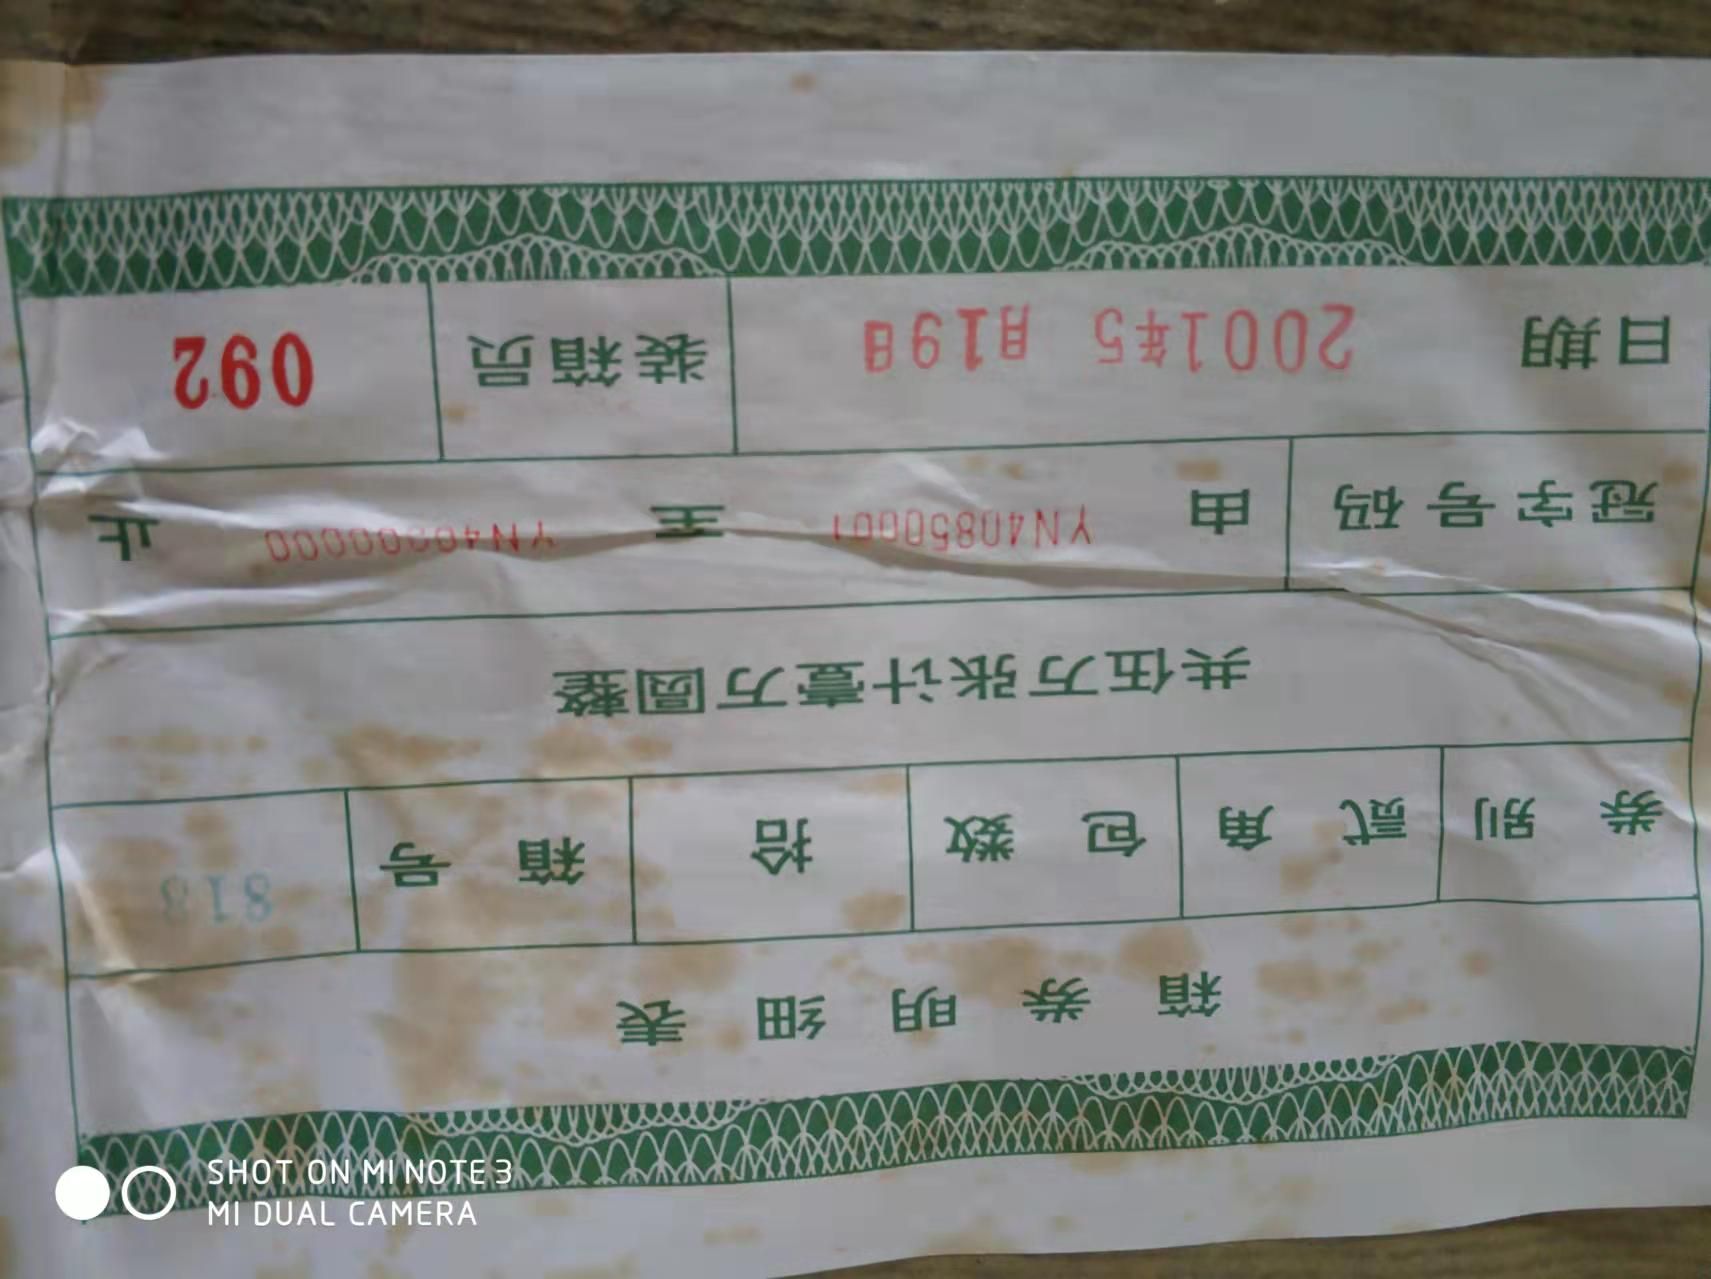 箱券明细表
券别 贰角 包数 拾 箱号
共伍万张计壹万圆整
冠字号码 由 YN40850001 至 YN40900000 止
日期 2001年5月19日 装箱员 092
SHOT ON MI NOTE 3
MI DUAL CAMERA